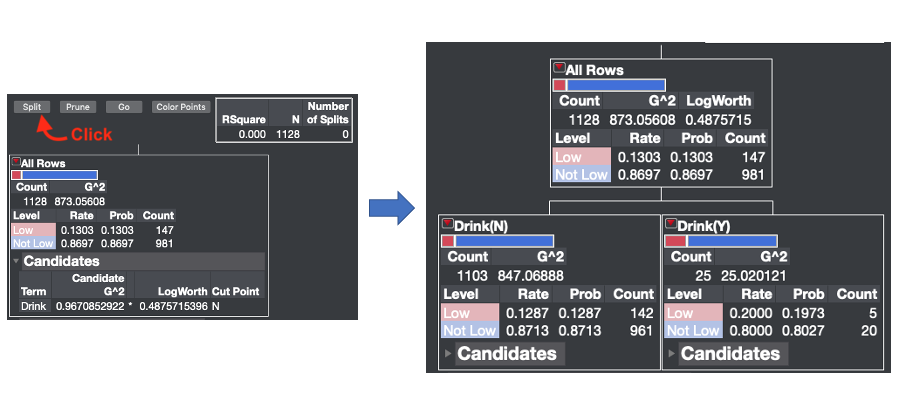 Split Prune Go Color Points
Click
Number
RSquare N of Splits
0.000 1128 0
All Rows
Count G^2
1128 873.05608
Level Rate Prob Count
Low 0.1303 0.1303 147
Not Low 0.8697 0.8697 981
Candidates
Candidate
Term G^2 LogWorth Cut Point
Drink 0.9670852922 * 0.4875715396 N
All Rows
Count G^2 LogWorth
1128 873.05608 0.4875715
Level Rate Prob Count
Low 0.1303 0.1303 147
Not Low 0.8697 0.8697 981
Drink(N)
Count G^2
1103 847.06888
Level Rate Prob Count
Low 0.1287 0.1287 142
Not Low 0.8713 0.8713 961
Candidates
Drink(Y)
Count G^2
25 25.020121
Level Rate Prob Count
Low 0.2000 0.1973 5
Not Low 0.8000 0.8027 20
Candidates